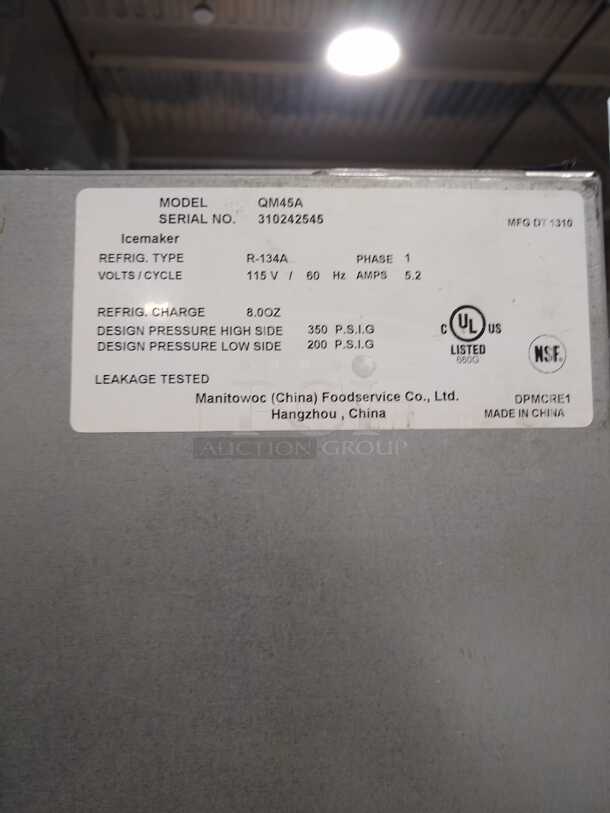 MODEL QM45A
SERIAL NO. 310242545
MFG DT 1310
Icemaker
REFRIG. TYPE R-134A PHASE 1
VOLTS / CYCLE 115 V / 60 Hz AMPS 5.2
REFRIG. CHARGE 8.0OZ
DESIGN PRESSURE HIGH SIDE 350 P.S.I.G
DESIGN PRESSURE LOW SIDE 200 P.S.I.G
C UL US
LISTED
660G
NSF.
LEAKAGE TESTED
Manitowoc (China) Foodservice Co., Ltd.
Hangzhou , China
DPMCRE1
MADE IN CHINA
PCI
AUCTION GROUP